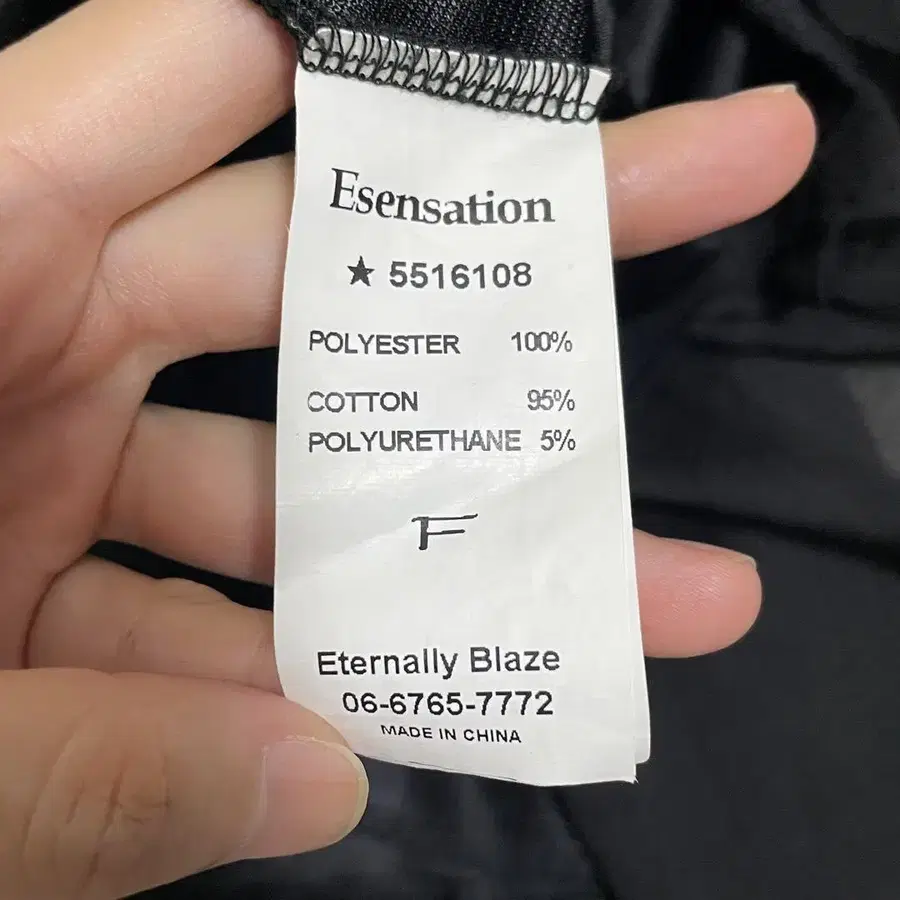 Esensation
★ 5516108
POLYESTER 100%
COTTON 95%
POLYURETHANE 5%
F
Eternally Blaze
06-6765-7772
MADE IN CHINA